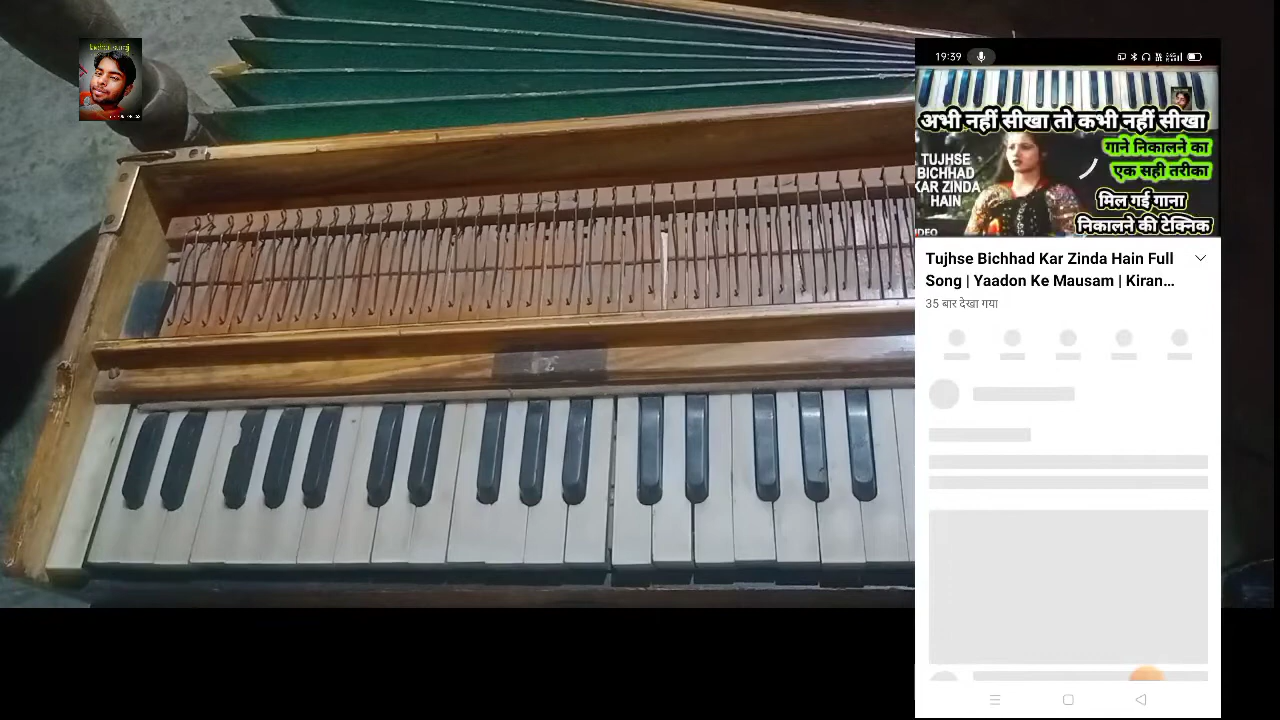 19:39
अभी नहीं सीखा तो कभी नहीं सीखा
गाने निकालने का
एक सही तरीका
TUJHSE
BICHHAD
KAR ZINDA
HAIN
मिल गई गाना
निकालने की टेक्निक
Tujhse Bichhad Kar Zinda Hain Full
Song | Yaadon Ke Mausam | Kiran...
35 बार देखा गया